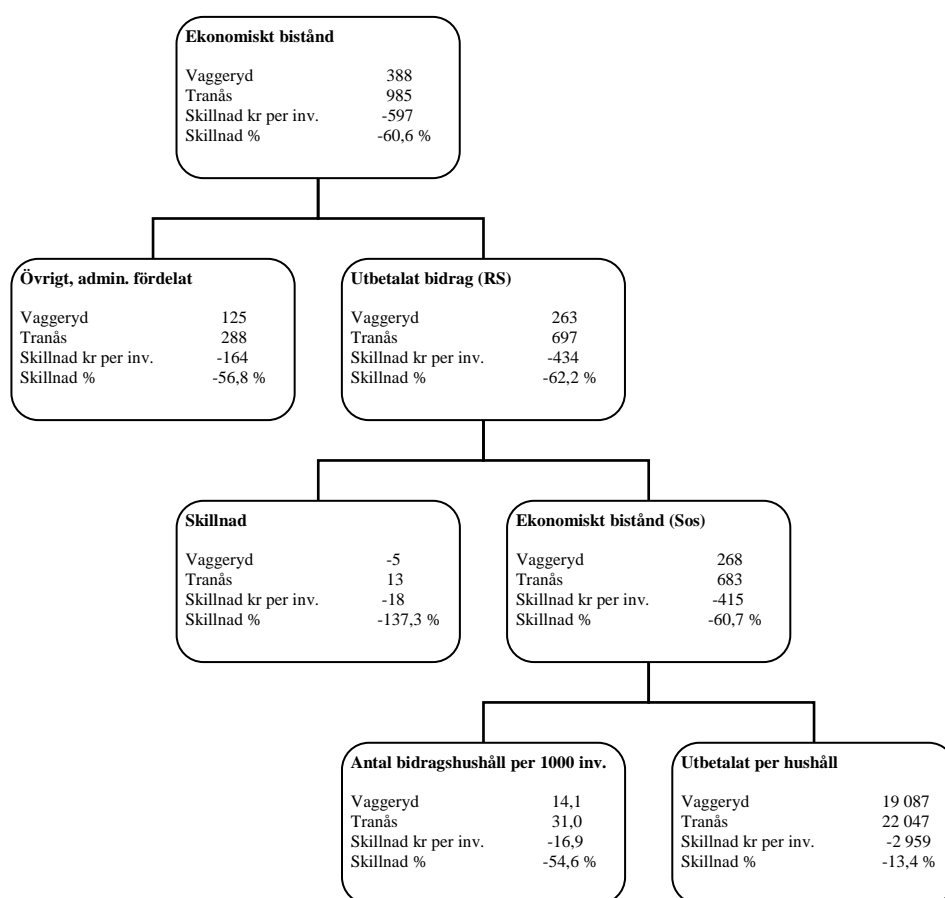 Ekonomiskt bistånd
Vaggeryd 388
Tranås 985
Skillnad kr per inv. -597
Skillnad % -60,6 %
Övrigt, admin. fördelat
Vaggeryd 125
Tranås 288
Skillnad kr per inv. -164
Skillnad % -56,8 %
Utbetalat bidrag (RS)
Vaggeryd 263
Tranås 697
Skillnad kr per inv. -434
Skillnad % -62,2 %
Skillnad
Vaggeryd -5
Tranås 13
Skillnad kr per inv. -18
Skillnad % -137,3 %
Ekonomiskt bistånd (Sos)
Vaggeryd 268
Tranås 683
Skillnad kr per inv. -415
Skillnad % -60,7 %
Antal bidragshushåll per 1000 inv.
Vaggeryd 14,1
Tranås 31,0
Skillnad kr per inv. -16,9
Skillnad % -54,6 %
Utbetalat per hushåll
Vaggeryd 19 087
Tranås 22 047
Skillnad kr per inv. -2 959
Skillnad % -13,4 %